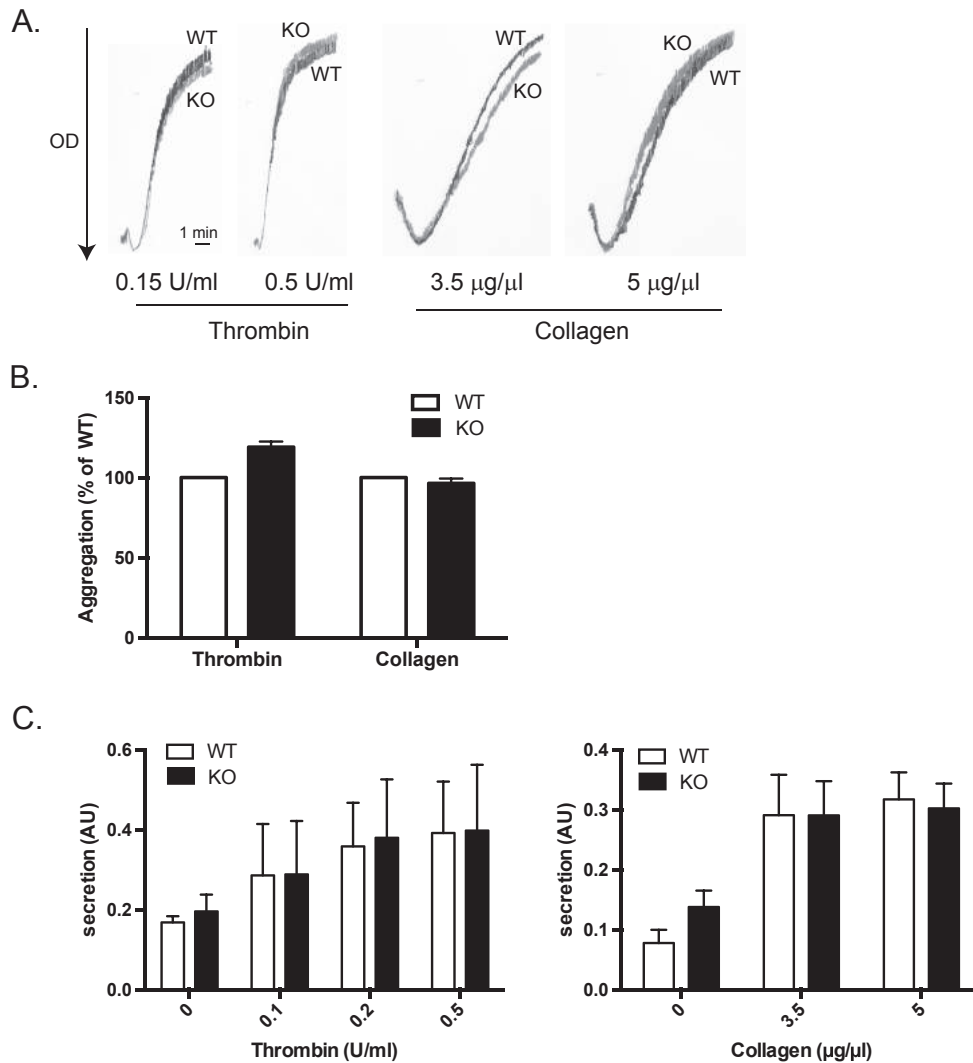 A.
WT
KO
KO
WT
WT
KO
KO
WT
OD
1 min
0.15 U/ml
0.5 U/ml
3.5 μg/μl
5 μg/μl
Thrombin
Collagen
B.
Aggregation (% of WT)
150
100
50
0
WT
KO
Thrombin
Collagen
C.
secretion (AU)
0.6
0.4
0.2
0.0
WT
KO
0
0.1
0.2
0.5
Thrombin (U/ml)
secretion (AU)
0.4
0.3
0.2
0.1
0.0
WT
KO
0
3.5
5
Collagen (μg/μl)